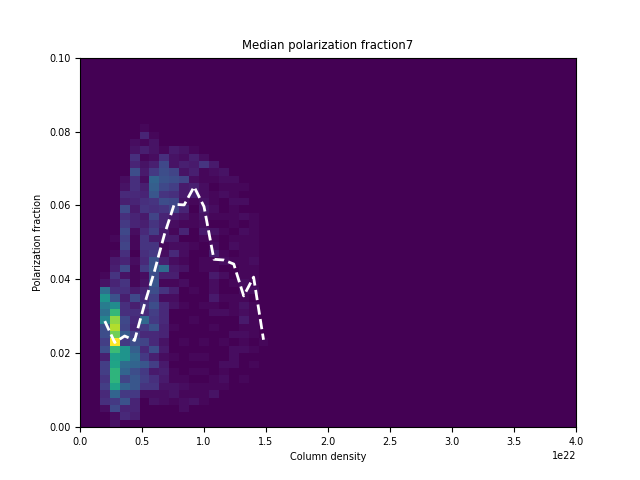 Median polarization fraction7
0.10
0.08
0.06
0.04
0.02
0.00
Polarization fraction
0.0 0.5 1.0 1.5 2.0 2.5 3.0 3.5 4.0
Column density
1e22